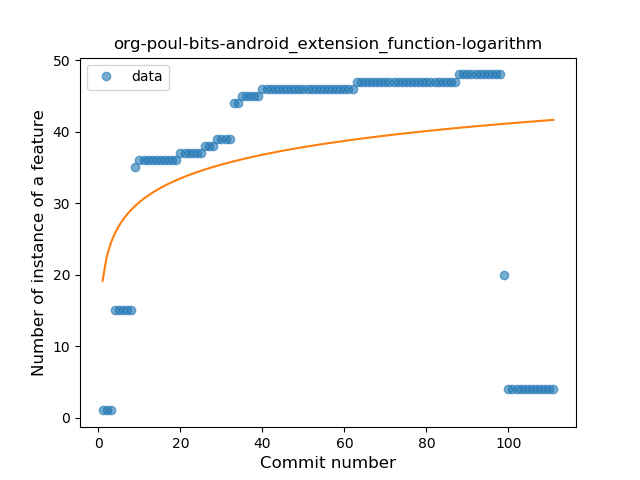 org-poul-bits-android_extension_function-logarithm
data
Number of instance of a feature
50
40
30
20
10
0
0 20 40 60 80 100
Commit number